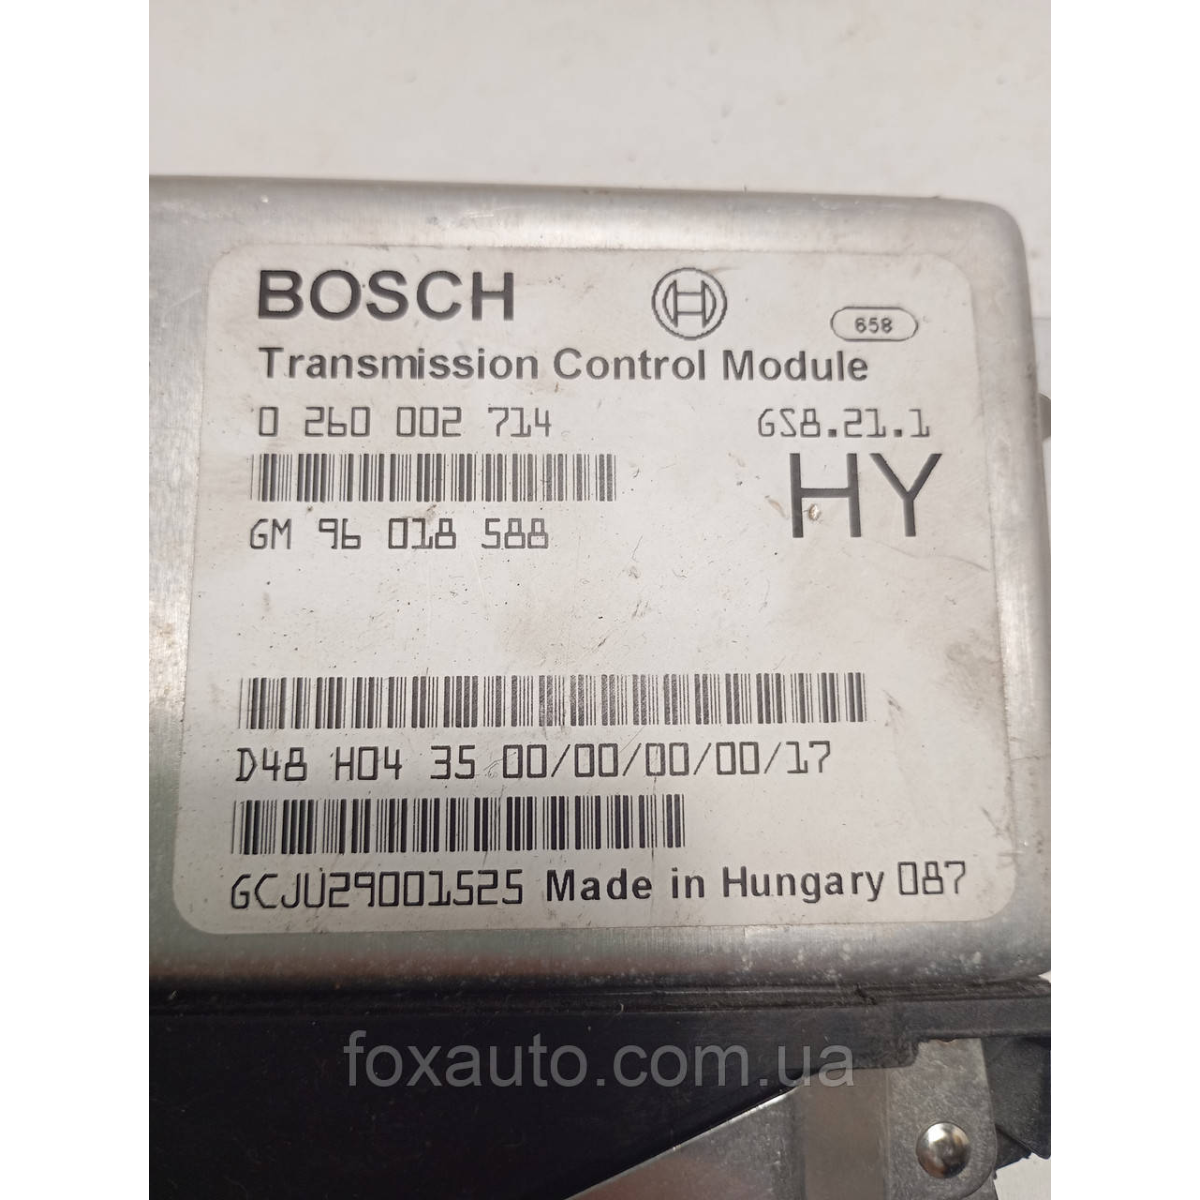 BOSCH
658
Transmission Control Module
0 260 002 714 GS8.21.1
HY
GM 96 018 588
D48 H04 35 00/00/00/00/17
GCJU29001525 Made in Hungary 087
foxauto.com.ua